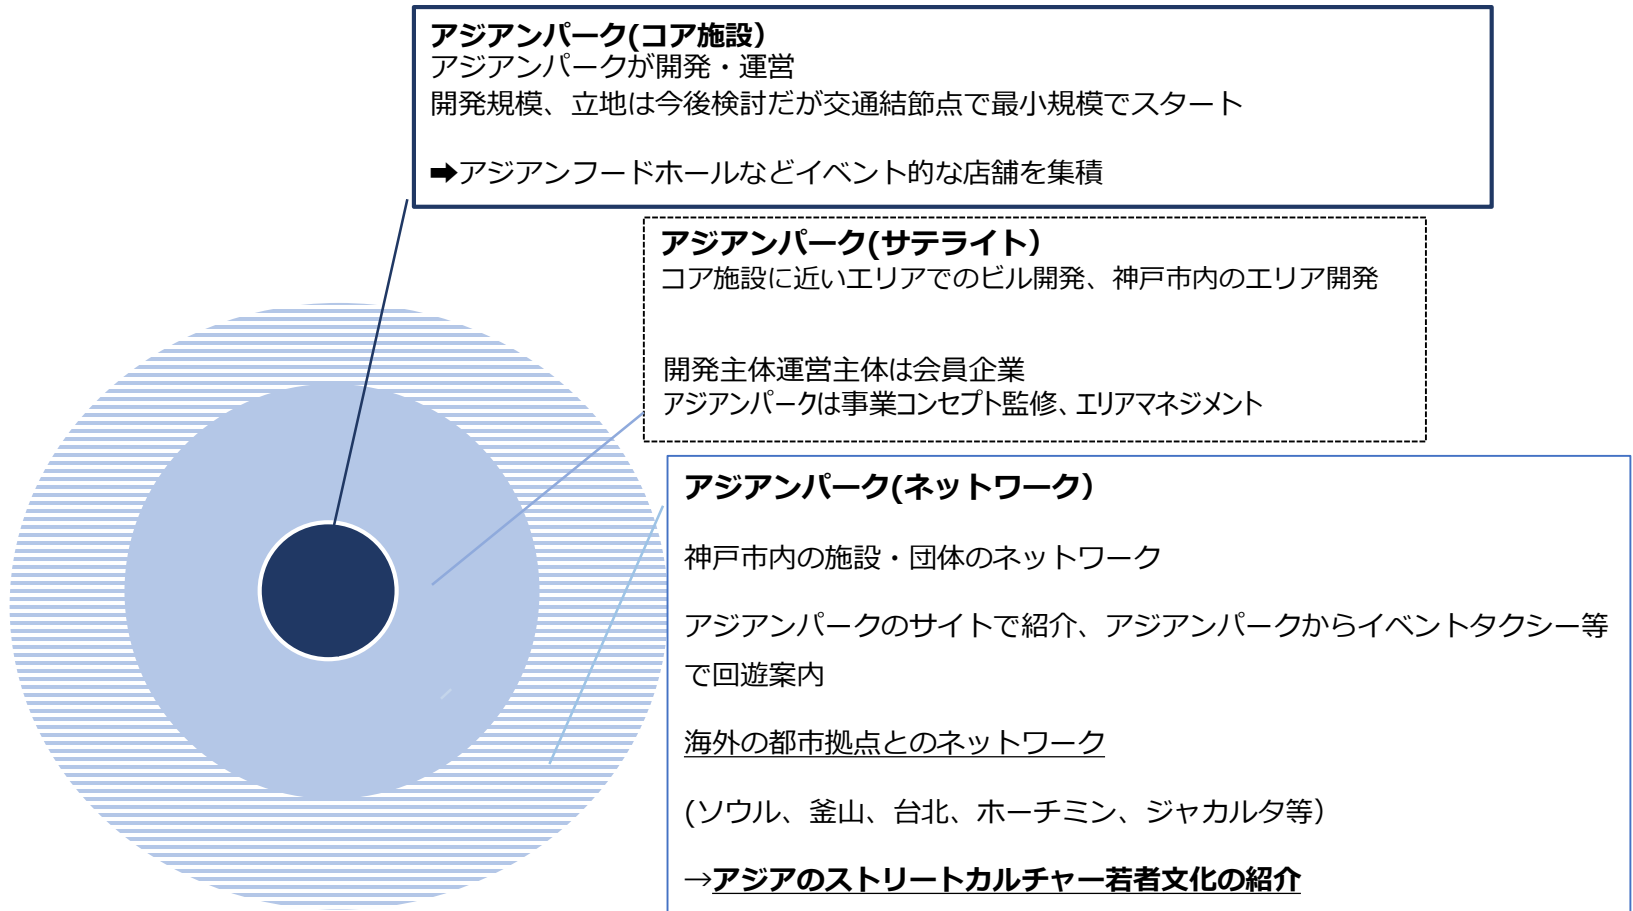 アジアンパーク(コア施設）
アジアンパークが開発・運営
開発規模、立地は今後検討だが交通結節点で最小規模でスタート
➡アジアンフードホールなどイベント的な店舗を集積
アジアンパーク(サテライト）
コア施設に近いエリアでのビル開発、神戸市内のエリア開発
開発主体運営主体は会員企業
アジアンパークは事業コンセプト監修、エリアマネジメント
アジアンパーク(ネットワーク）
神戸市内の施設・団体のネットワーク
アジアンパークのサイトで紹介、アジアンパークからイベントタクシー等
で回遊案内
海外の都市拠点とのネットワーク
(ソウル、釜山、台北、ホーチミン、ジャカルタ等）
→アジアのストリートカルチャー若者文化の紹介